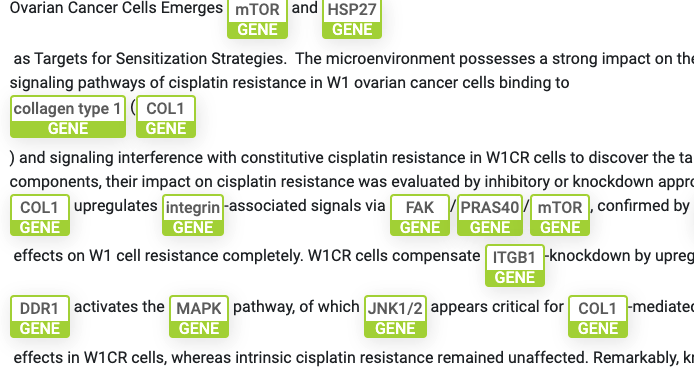 Ovarian Cancer Cells Emerges mTOR and HSP27
GENE GENE
as Targets for Sensitization Strategies. The microenvironment possesses a strong impact on the
signaling pathways of cisplatin resistance in W1 ovarian cancer cells binding to
collagen type 1 ( COL1
GENE GENE
) and signaling interference with constitutive cisplatin resistance in W1CR cells to discover the ta
components, their impact on cisplatin resistance was evaluated by inhibitory or knockdown appro
COL1 upregulates integrin -associated signals via FAK / PRAS40 / mTOR , confirmed by
GENE GENE GENE GENE GENE
effects on W1 cell resistance completely. W1CR cells compensate ITGB1 -knockdown by upreg
GENE
DDR1 activates the MAPK pathway, of which JNK1/2 appears critical for COL1 -mediated
GENE GENE GENE GENE
effects in W1CR cells, whereas intrinsic cisplatin resistance remained unaffected. Remarkably, kn